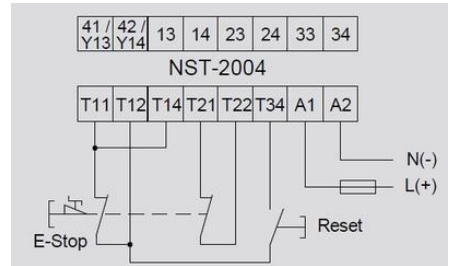 41 / 42 / 13 14 23 24 33 34
Y13 Y14
NST-2004
T11 T12 T14 T21 T22 T34 A1 A2
N(-)
L(+)
Reset
E-Stop